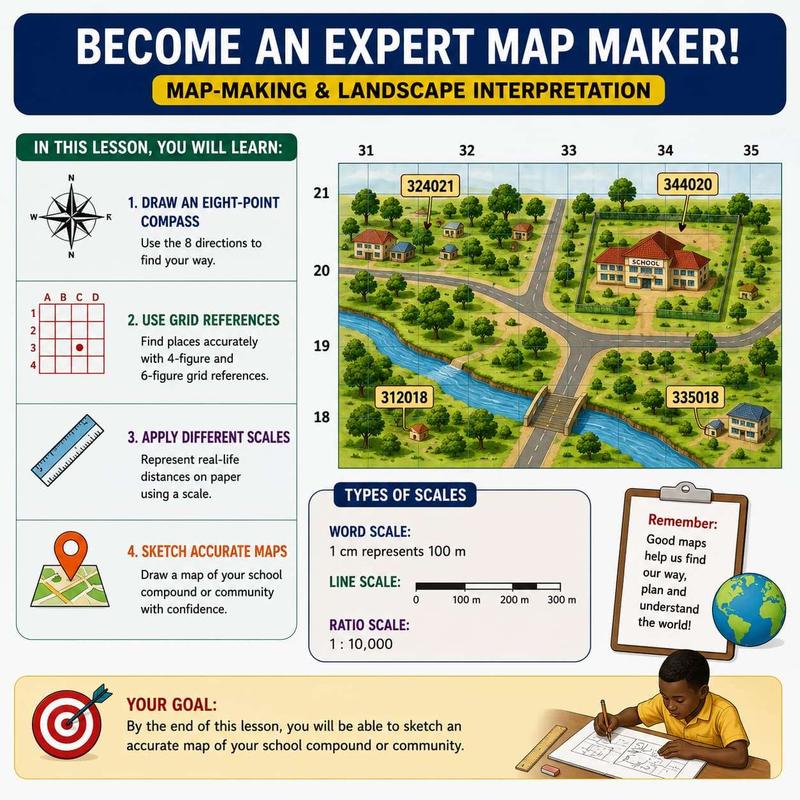 BECOME AN EXPERT MAP MAKER!
MAP-MAKING & LANDSCAPE INTERPRETATION
IN THIS LESSON, YOU WILL LEARN:
N
W E
N
1. DRAW AN EIGHT-POINT
COMPASS
Use the 8 directions to
find your way.
A B C D
1
2
3
4
2. USE GRID REFERENCES
Find places accurately
with 4-figure and
6-figure grid references.
3. APPLY DIFFERENT SCALES
Represent real-life
distances on paper
using a scale.
4. SKETCH ACCURATE MAPS
Draw a map of your school
compound or community
with confidence.
31 32 33 34 35
21
20
19
18
324021
344020
SCHOOL
312018
335018
TYPES OF SCALES
WORD SCALE:
1 cm represents 100 m
LINE SCALE:
0 100 m 200 m 300 m
RATIO SCALE:
1 : 10,000
Remember:
Good maps
help us find
our way,
plan and
understand
the world!
YOUR GOAL:
By the end of this lesson, you will be able to sketch an
accurate map of your school compound or community.